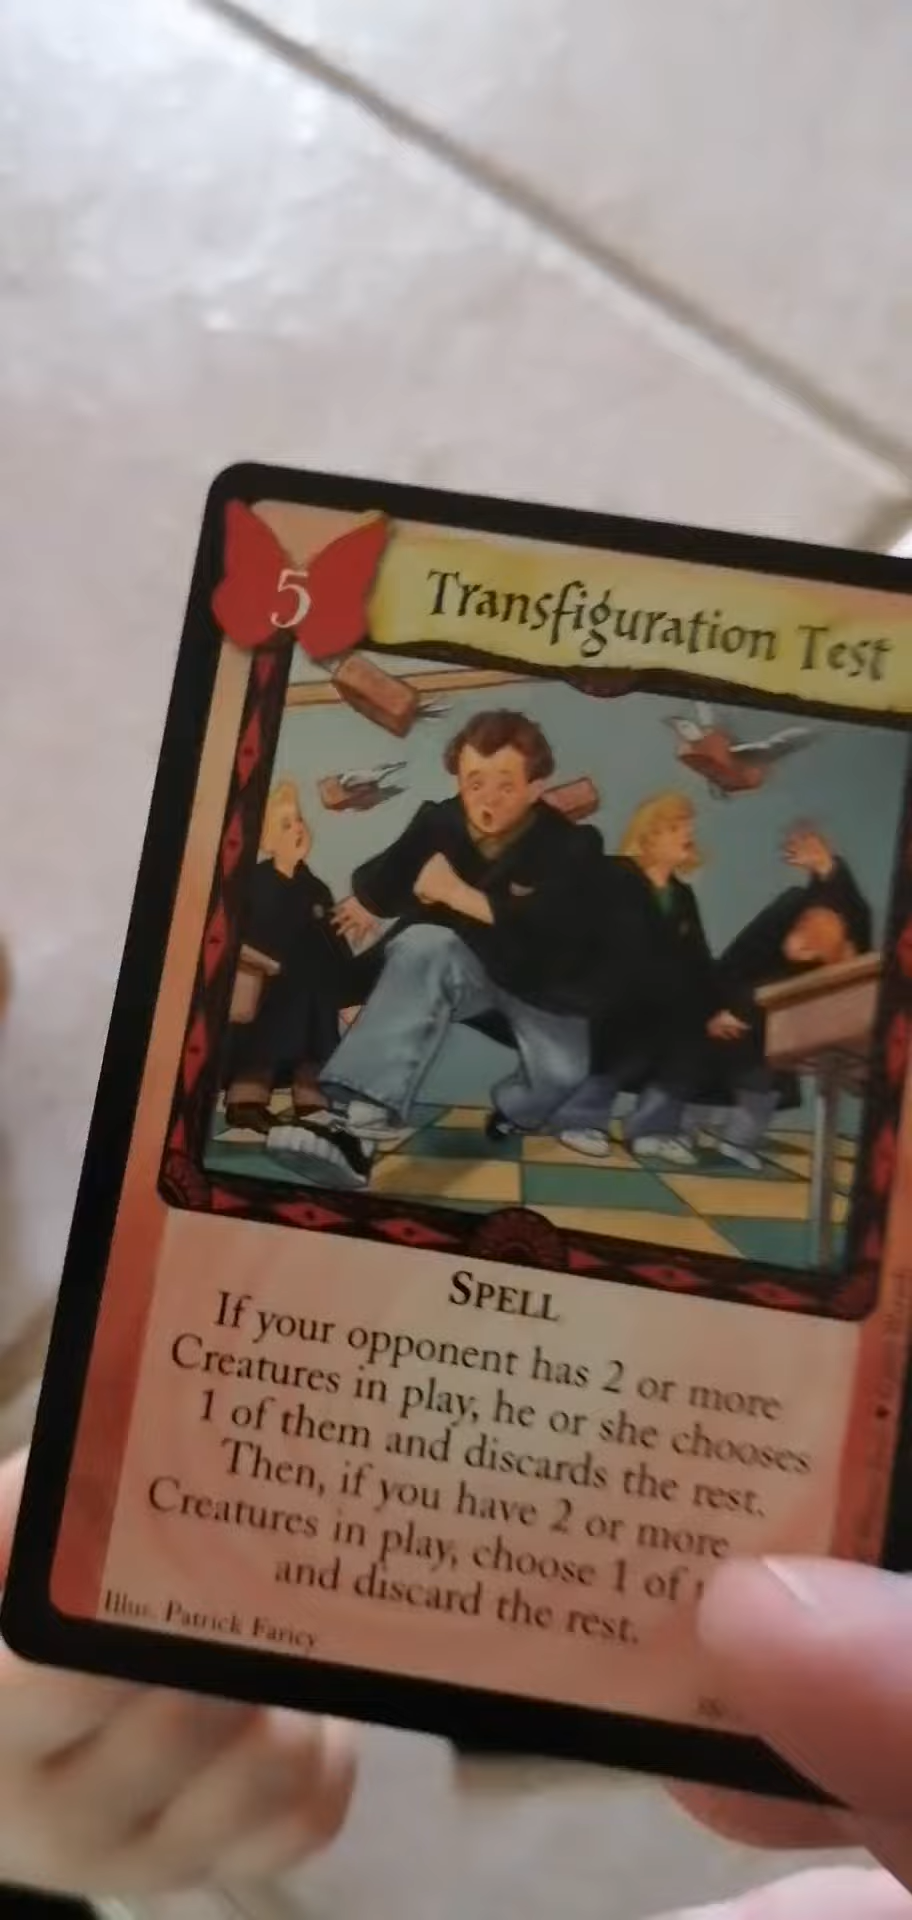 5
Transfiguration Test
SPELL
If your opponent has 2 or more
Creatures in play, he or she chooses
1 of them and discards the rest.
Then, if you have 2 or more
Creatures in play, choose 1 of
and discard the rest.
Illus. Patrick Faricy